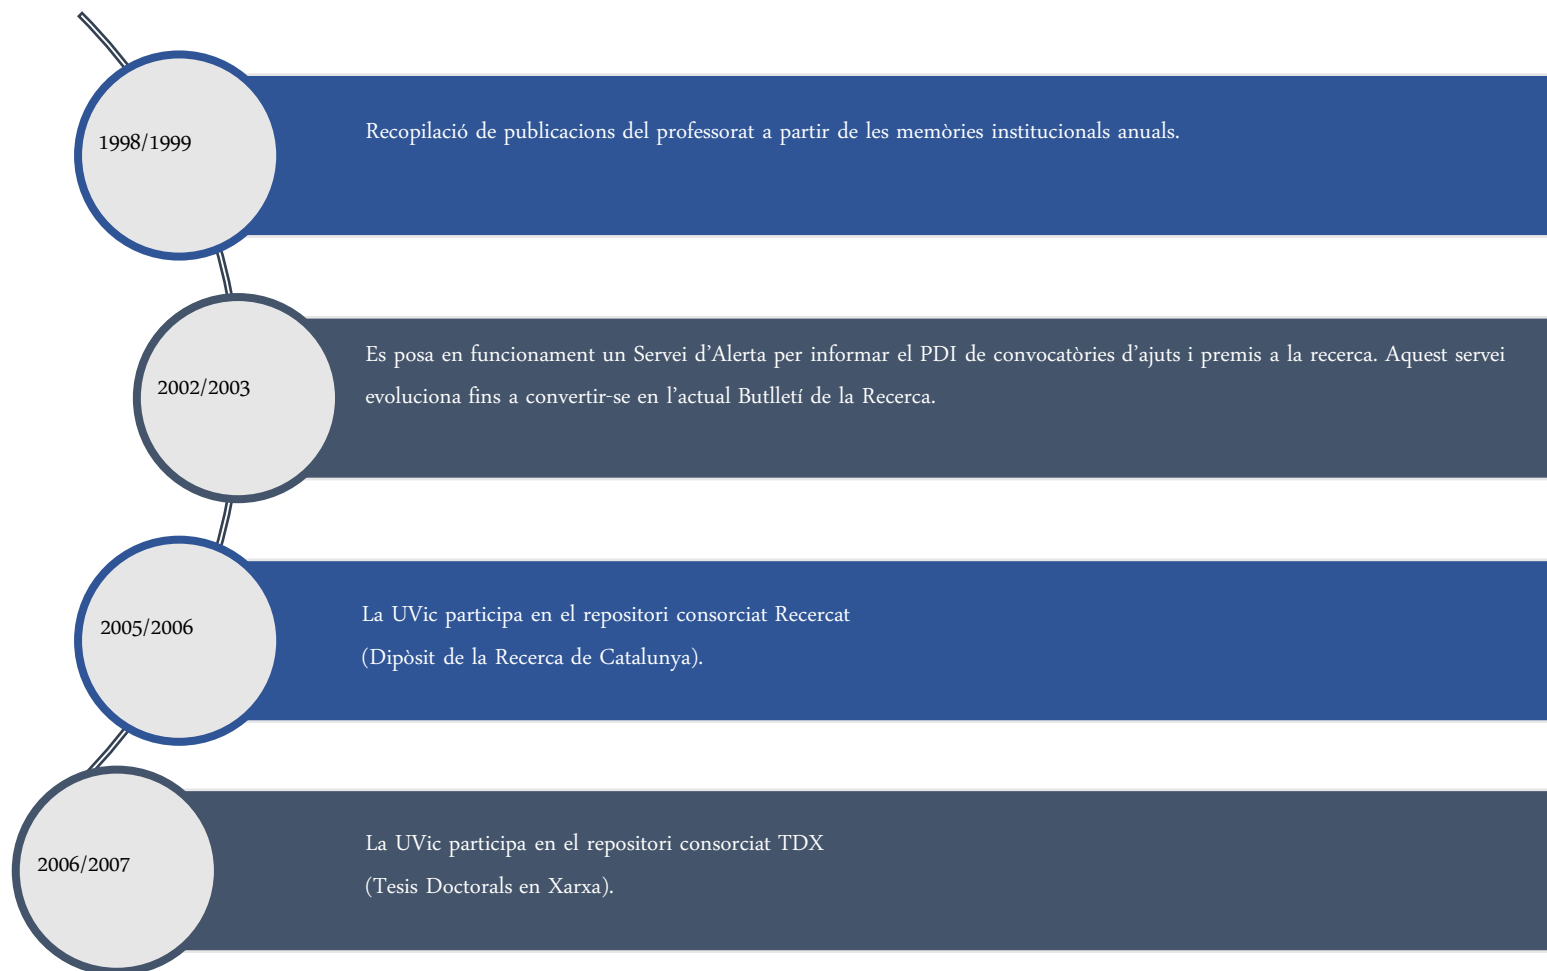 1998/1999
Recopilació de publicacions del professorat a partir de les memòries institucionals anuals.
2002/2003
Es posa en funcionament un Servei d’Alerta per informar el PDI de convocatòries d’ajuts i premis a la recerca. Aquest servei
evoluciona fins a convertir-se en l’actual Butlletí de la Recerca.
2005/2006
La UVic participa en el repositori consorciat Recercat
(Dipòsit de la Recerca de Catalunya).
2006/2007
La UVic participa en el repositori consorciat TDX
(Tesis Doctorals en Xarxa).